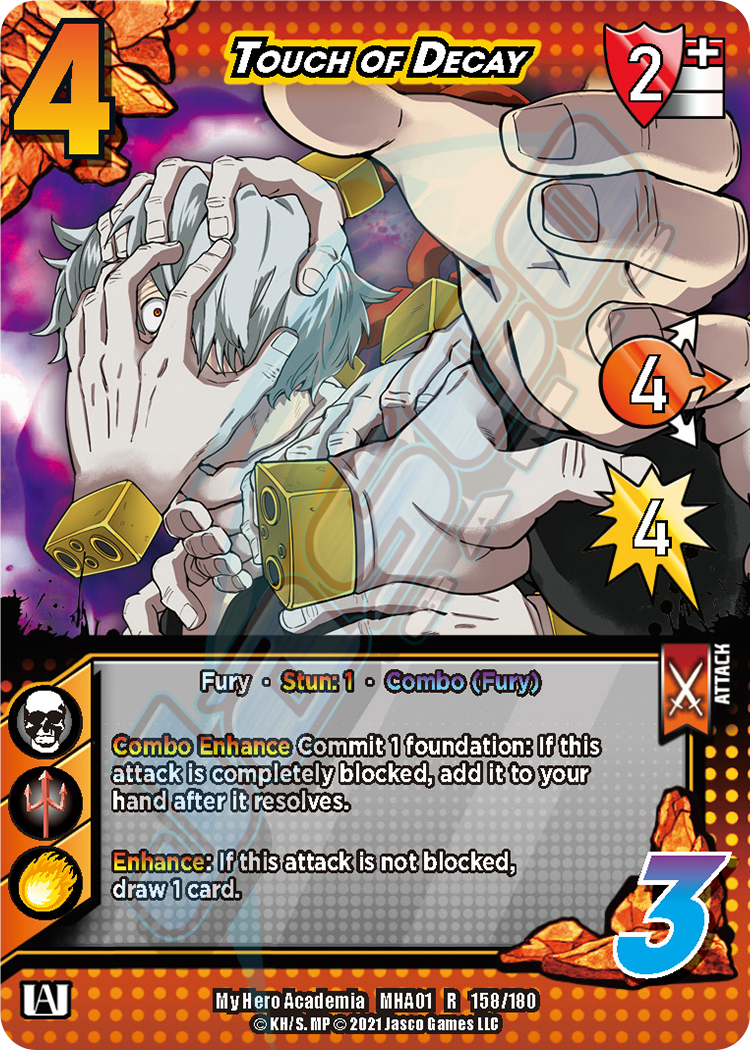 4
TOUCH OF DECAY
2
+
4
4
ATTACK
Fury · Stun: 1 · Combo (Fury)
Combo Enhance Commit 1 foundation: If this
attack is completely blocked, add it to your
hand after it resolves.
Enhance: If this attack is not blocked,
draw 1 card.
3
UA
My Hero Academia MHA01 R 158/180
© KH/S. MP © 2021 Jasco Games LLC